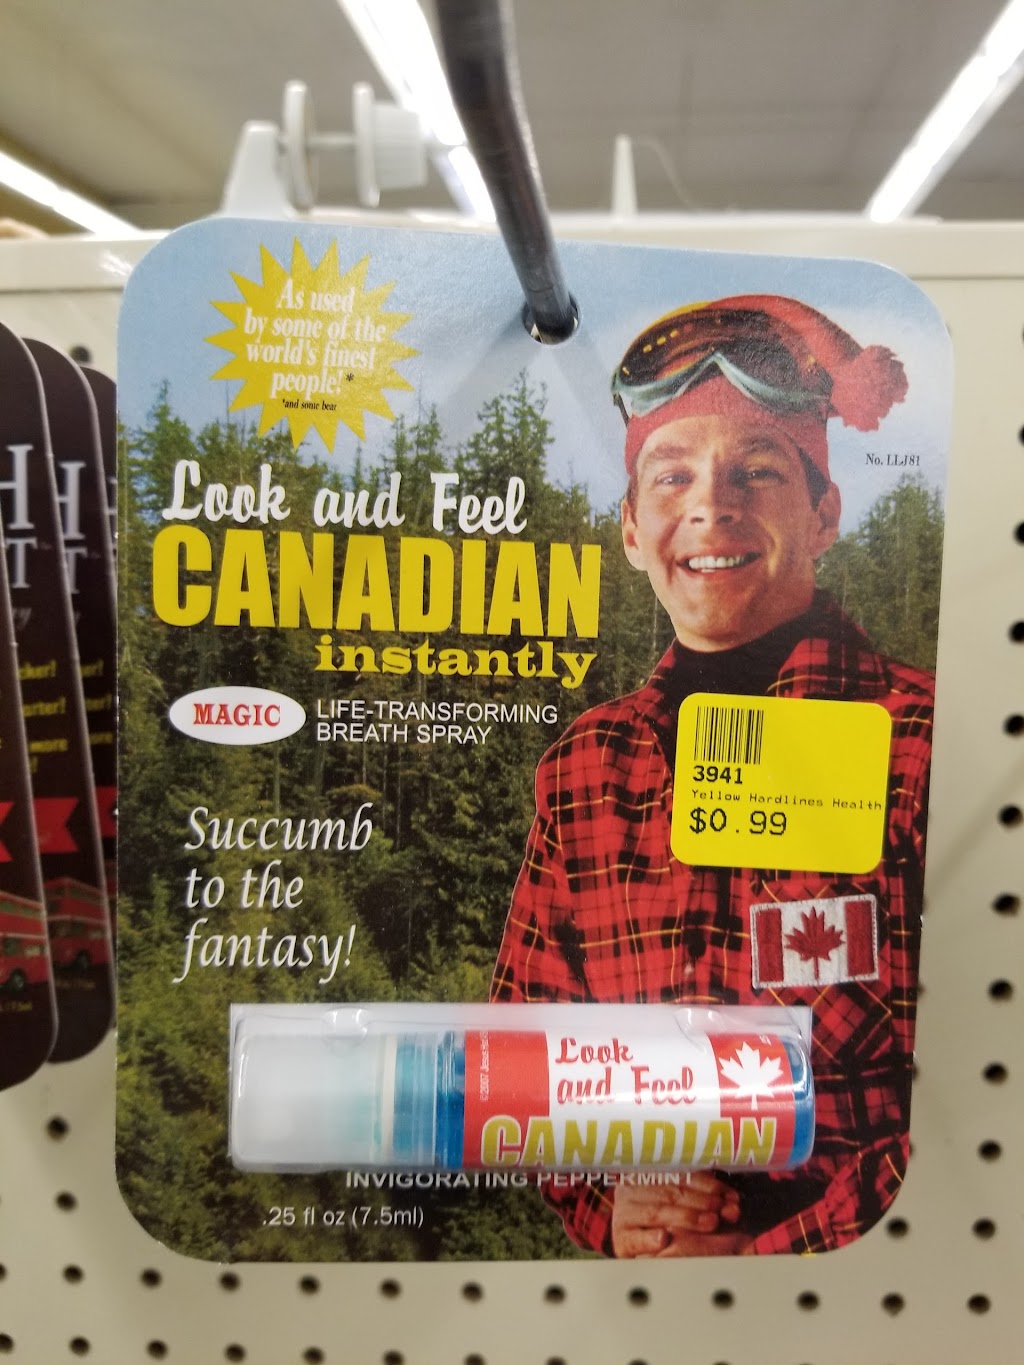 As used
by some of the
world's finest
people!*
*and some bear
No. LLJ81
Look and Feel
CANADIAN
instantly
MAGIC
LIFE-TRANSFORMING
BREATH SPRAY
3941
Yellow Hardlines Health
$0.99
Succumb
to the
fantasy!
Look
and Feel
CANADIAN
INVIGORATING PEPPERMINT
.25 fl oz (7.5ml)